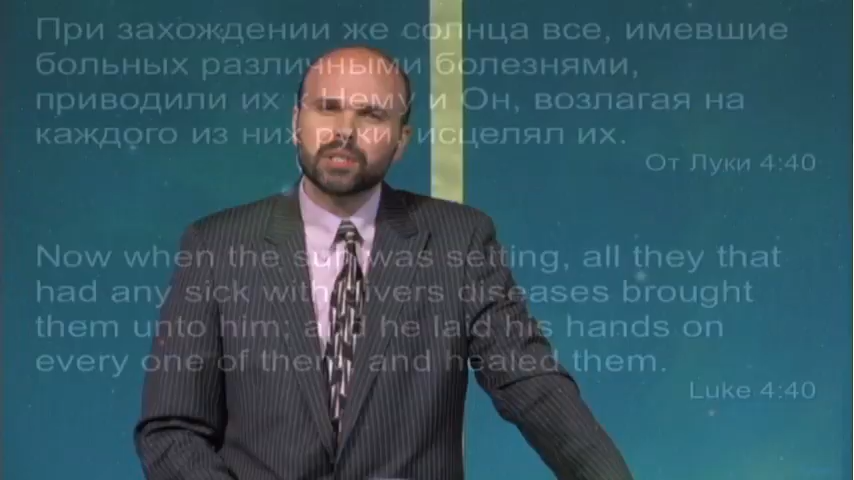 При захождении же солнца все, имевшие
больных различными болезнями,
приводили их к Нему и Он, возлагая на
каждого из них руки исцелял их.
От Луки 4:40
Now when the sun was setting, all they that
had any sick with divers diseases brought
them unto him; and he laid his hands on
every one of them, and healed them.
Luke 4:40